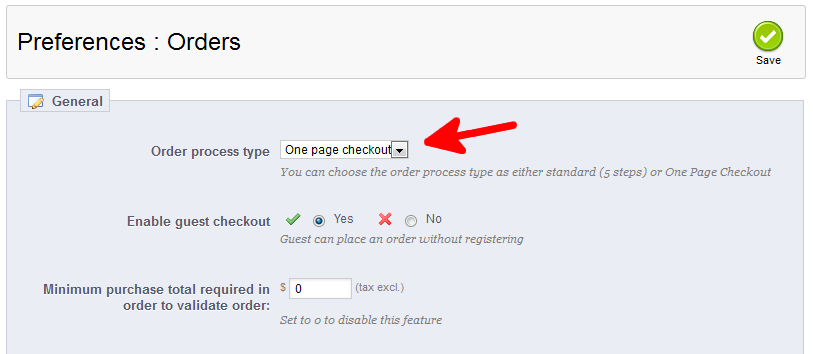 Preferences : Orders
Save
General
Order process type
One page checkout
You can choose the order process type as either standard (5 steps) or One Page Checkout
Enable guest checkout
Yes
No
Guest can place an order without registering
Minimum purchase total required in
order to validate order:
$ 0 (tax excl.)
Set to 0 to disable this feature